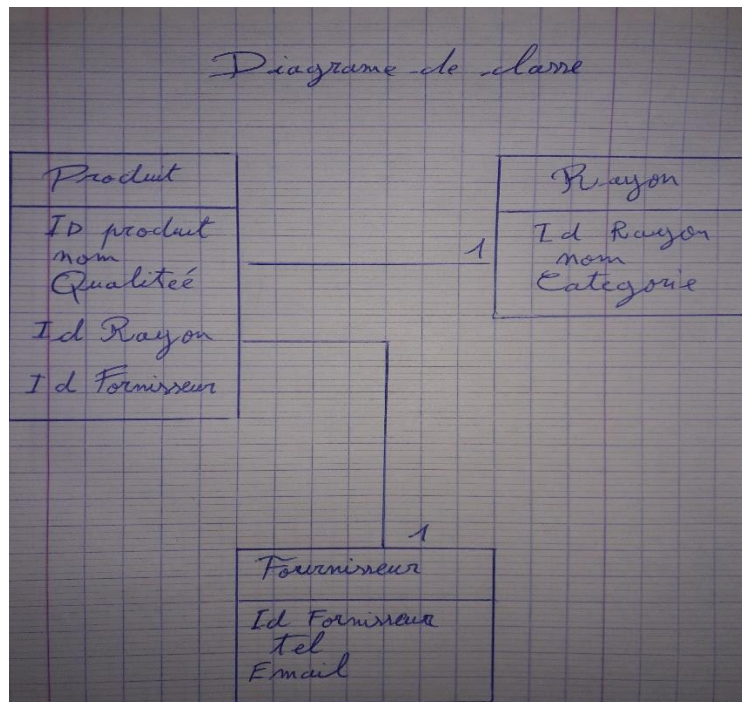 Diagrame de classe
Produit
ID produit
nom
Qualiteé
Id Rayon
Id Fornisseur
1
Rayon
Id Rayon
nom
Categorie
1
Fournisseur
Id Fornisseur
tel
Email